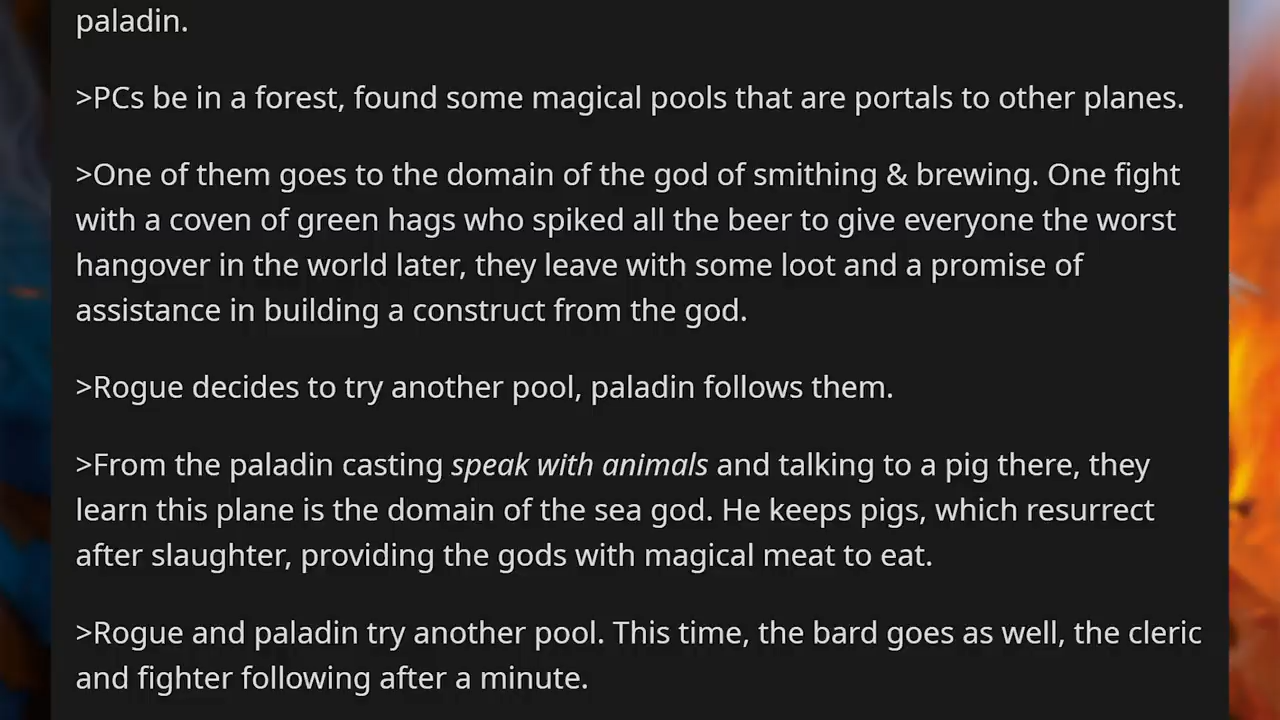 paladin.
>PCs be in a forest, found some magical pools that are portals to other planes.
>One of them goes to the domain of the god of smithing & brewing. One fight
with a coven of green hags who spiked all the beer to give everyone the worst
hangover in the world later, they leave with some loot and a promise of
assistance in building a construct from the god.
>Rogue decides to try another pool, paladin follows them.
>From the paladin casting speak with animals and talking to a pig there, they
learn this plane is the domain of the sea god. He keeps pigs, which resurrect
after slaughter, providing the gods with magical meat to eat.
>Rogue and paladin try another pool. This time, the bard goes as well, the cleric
and fighter following after a minute.